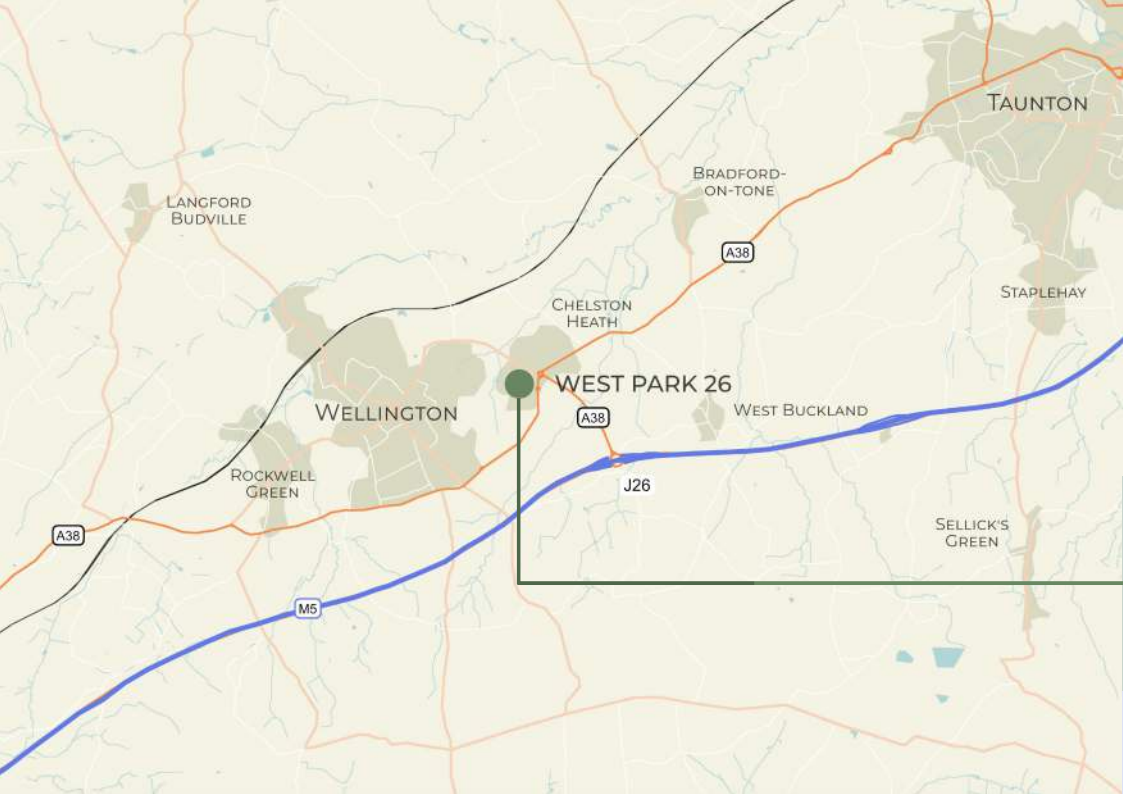 TAUNTON
BRADFORD-
ON-TONE
LANGFORD
BUDVILLE
A38
STAPLEHAY
CHELSTON
HEATH
WEST PARK 26
WELLINGTON
WEST BUCKLAND
A38
ROCKWELL
GREEN
J26
SELLICK'S
GREEN
A38
M5